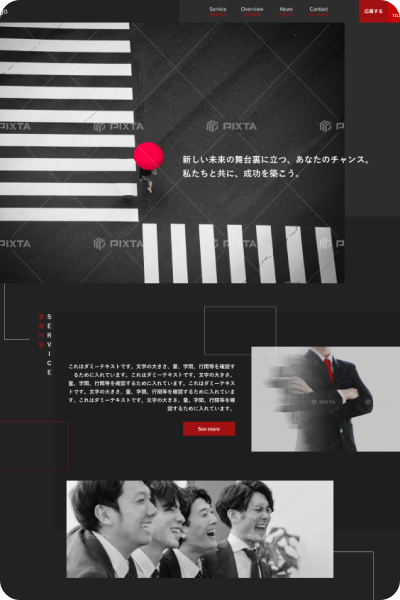 go
Service
Overview
News
Contact
応募する
TEL
PIXTA
PIXTA
PIXTA
新しい未来の舞台裏に立つ、あなたのチャンス。
私たちと共に、成功を築こう。
PIXTA
PIXTA
PIXTA
SERVICE
これはダミーテキストです。文字の大きさ、量、字間、行間等を確認す
るために入れています。これはダミーテキストです。文字の大きさ、
量、字間、行間等を確認するために入れています。これはダミーテキス
トです。文字の大きさ、量、字間、行間等を確認するために入れていま
す。これはダミーテキストです。文字の大きさ、量、字間、行間等を確
認するために入れています。
See more
PIXTA